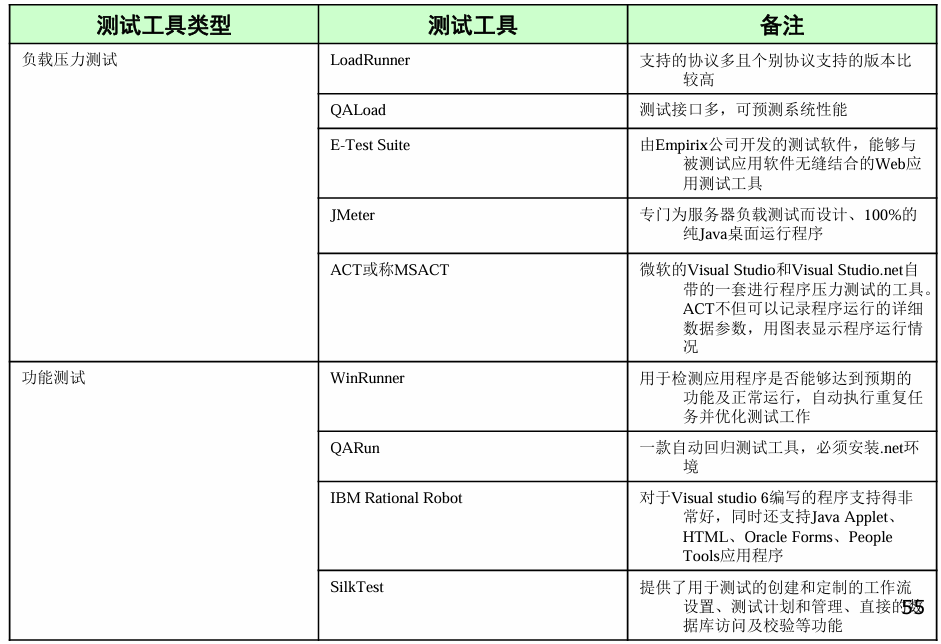 测试工具类型 测试工具 备注
负载压力测试 LoadRunner 支持的协议多且个别协议支持的版本比
较高
QALoad 测试接口多，可预测系统性能
E-Test Suite 由Empirix公司开发的测试软件，能够与
被测试应用软件无缝结合的Web应
用测试工具
JMeter 专门为服务器负载测试而设计、100%的
纯Java桌面运行程序
ACT或称MSACT 微软的Visual Studio和Visual Studio.net自
带的一套进行程序压力测试的工具。
ACT不但可以记录程序运行的详细
数据参数，用图表显示程序运行情
况
功能测试 WinRunner 用于检测应用程序是否能够达到预期的
功能及正常运行，自动执行重复任
务并优化测试工作
QARun 一款自动回归测试工具，必须安装.net环
境
IBM Rational Robot 对于Visual studio 6编写的程序支持得非
常好，同时还支持Java Applet、
HTML、Oracle Forms、People
Tools应用程序
SilkTest 提供了用于测试的创建和定制的工作流
设置、测试计划和管理、直接的
据库访问及校验等功能
55